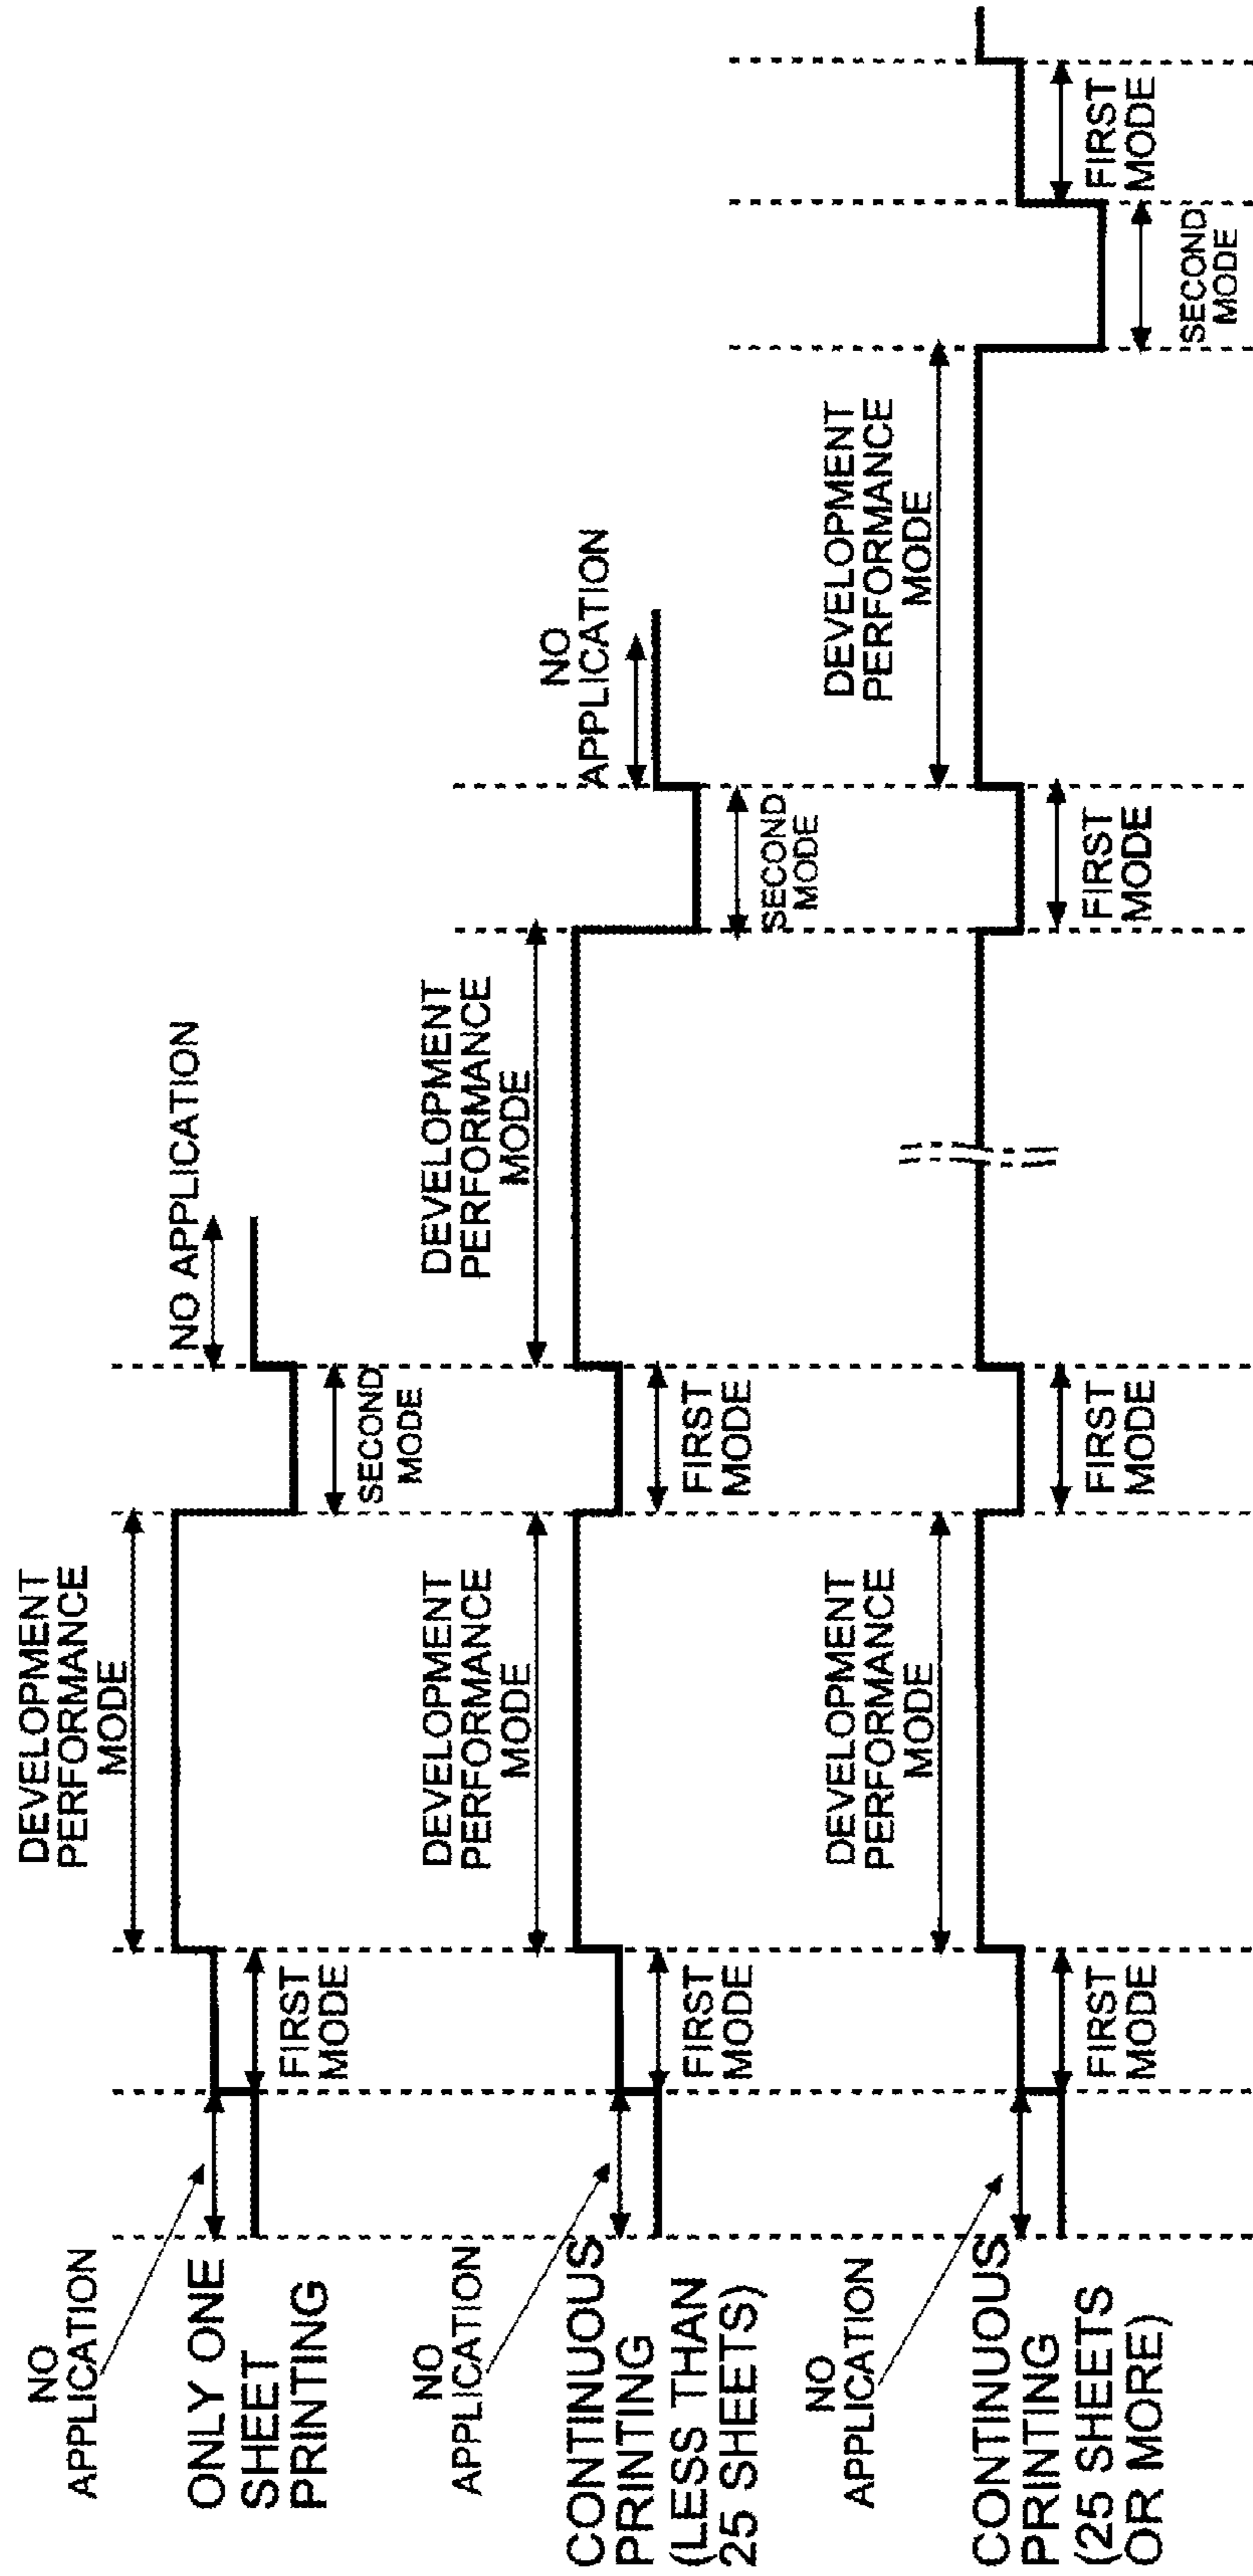 NO
APPLICATION
ONLY ONE
SHEET
PRINTING
FIRST
MODE
DEVELOPMENT
PERFORMANCE
MODE
SECOND
MODE
NO APPLICATION
NO
APPLICATION
CONTINUOUS
PRINTING
(LESS THAN
25 SHEETS)
FIRST
MODE
DEVELOPMENT
PERFORMANCE
MODE
FIRST
MODE
DEVELOPMENT
PERFORMANCE
MODE
SECOND
MODE
NO
APPLICATION
NO
APPLICATION
CONTINUOUS
PRINTING
(25 SHEETS
OR MORE)
FIRST
MODE
DEVELOPMENT
PERFORMANCE
MODE
FIRST
MODE
FIRST
MODE
DEVELOPMENT
PERFORMANCE
MODE
SECOND
MODE
FIRST
MODE